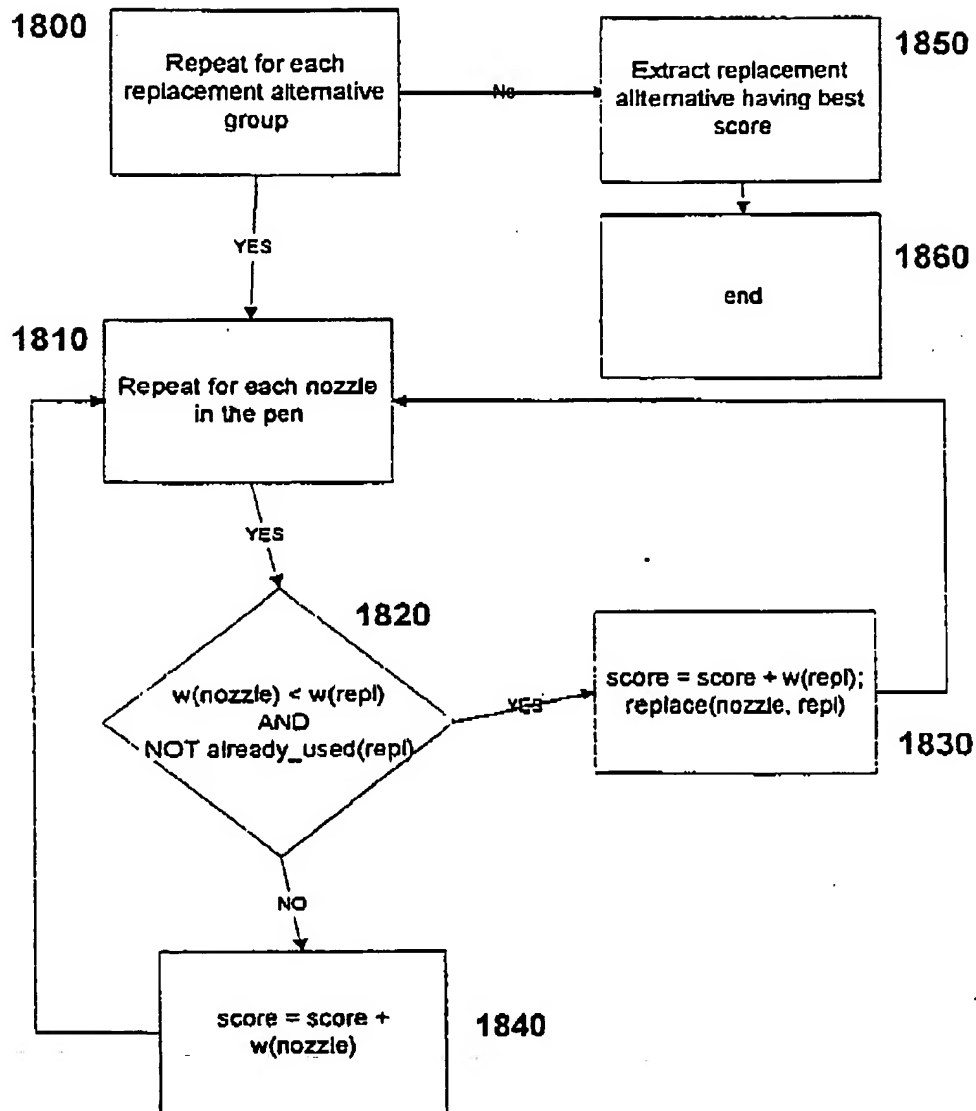 1800
Repeat for each
replacement alternative
group
No
Extract replacement
allternative having best
score
1850
YES
end
1860
1810
Repeat for each nozzle
in the pen
YES
1820
w(nozzle) < w(repl)
AND
NOT already_used(repl)
YES
score = score + w(repl);
replace(nozzle, repl)
1830
NO
score = score +
w(nozzle)
1840